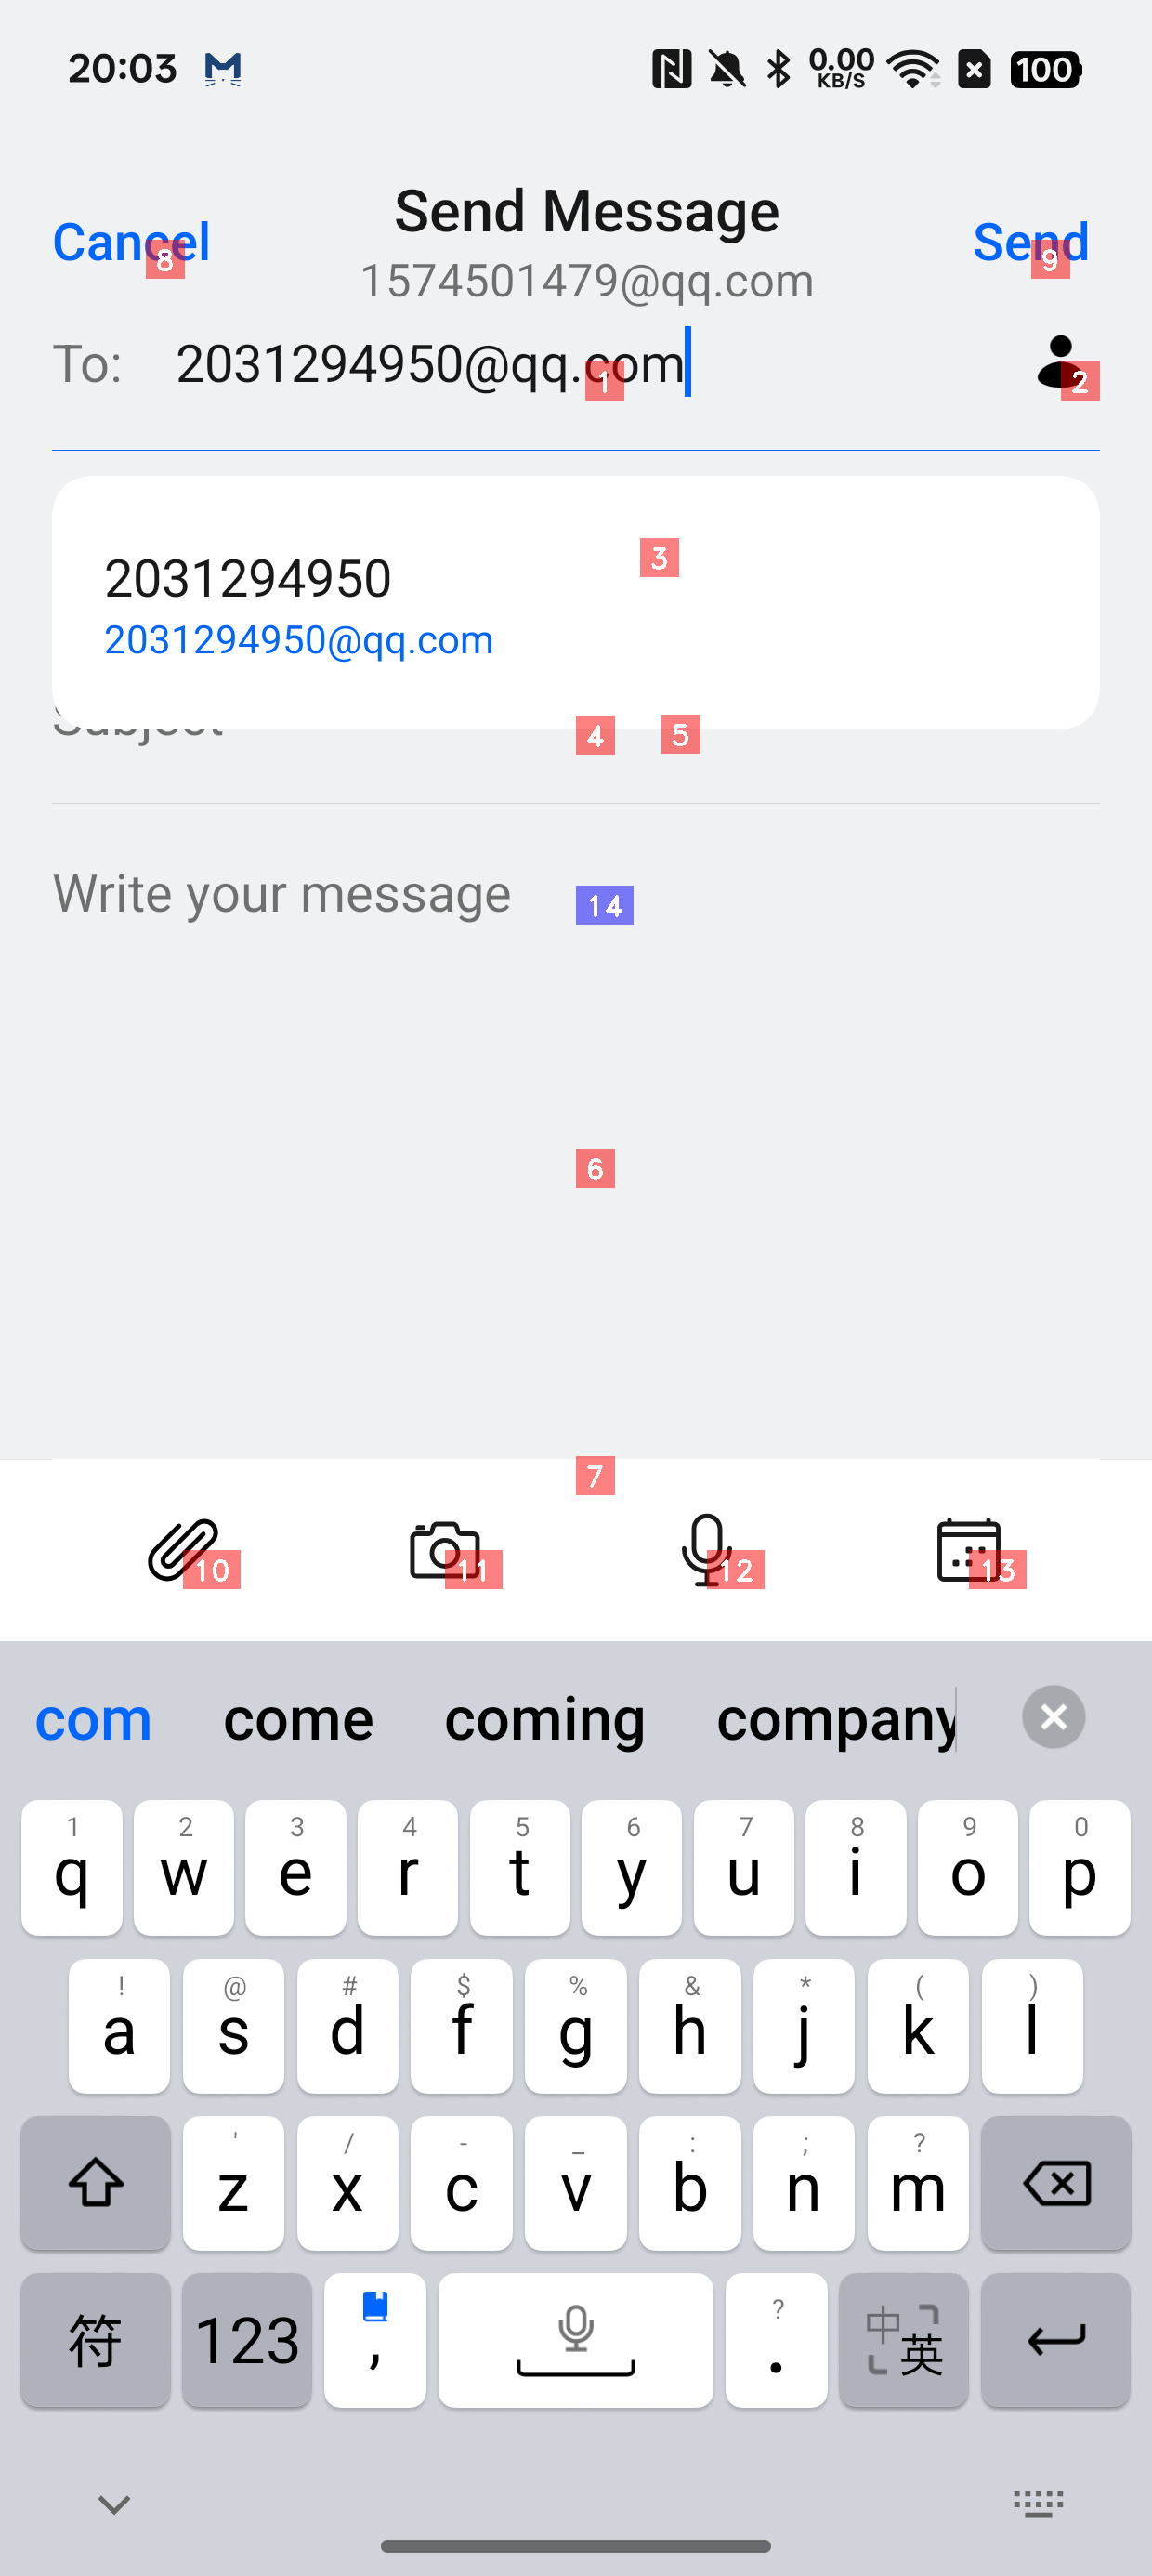 20:03
0.00
KB/S
100
Cancel
Send Message
Send
8
9
1574501479@qq.com
To:
2031294950@qq.com
1
2
2031294950
3
2031294950@qq.com
Subject
4
5
Write your message
14
6
7
10
11
12
13
com come coming company
1 2 3 4 5 6 7 8 9 0
q w e r t y u i o p
! @ # $ % & * ( )
a s d f g h j k l
' / - _ : ; ?
z x c v b n m
符 123 , ? . 中 英